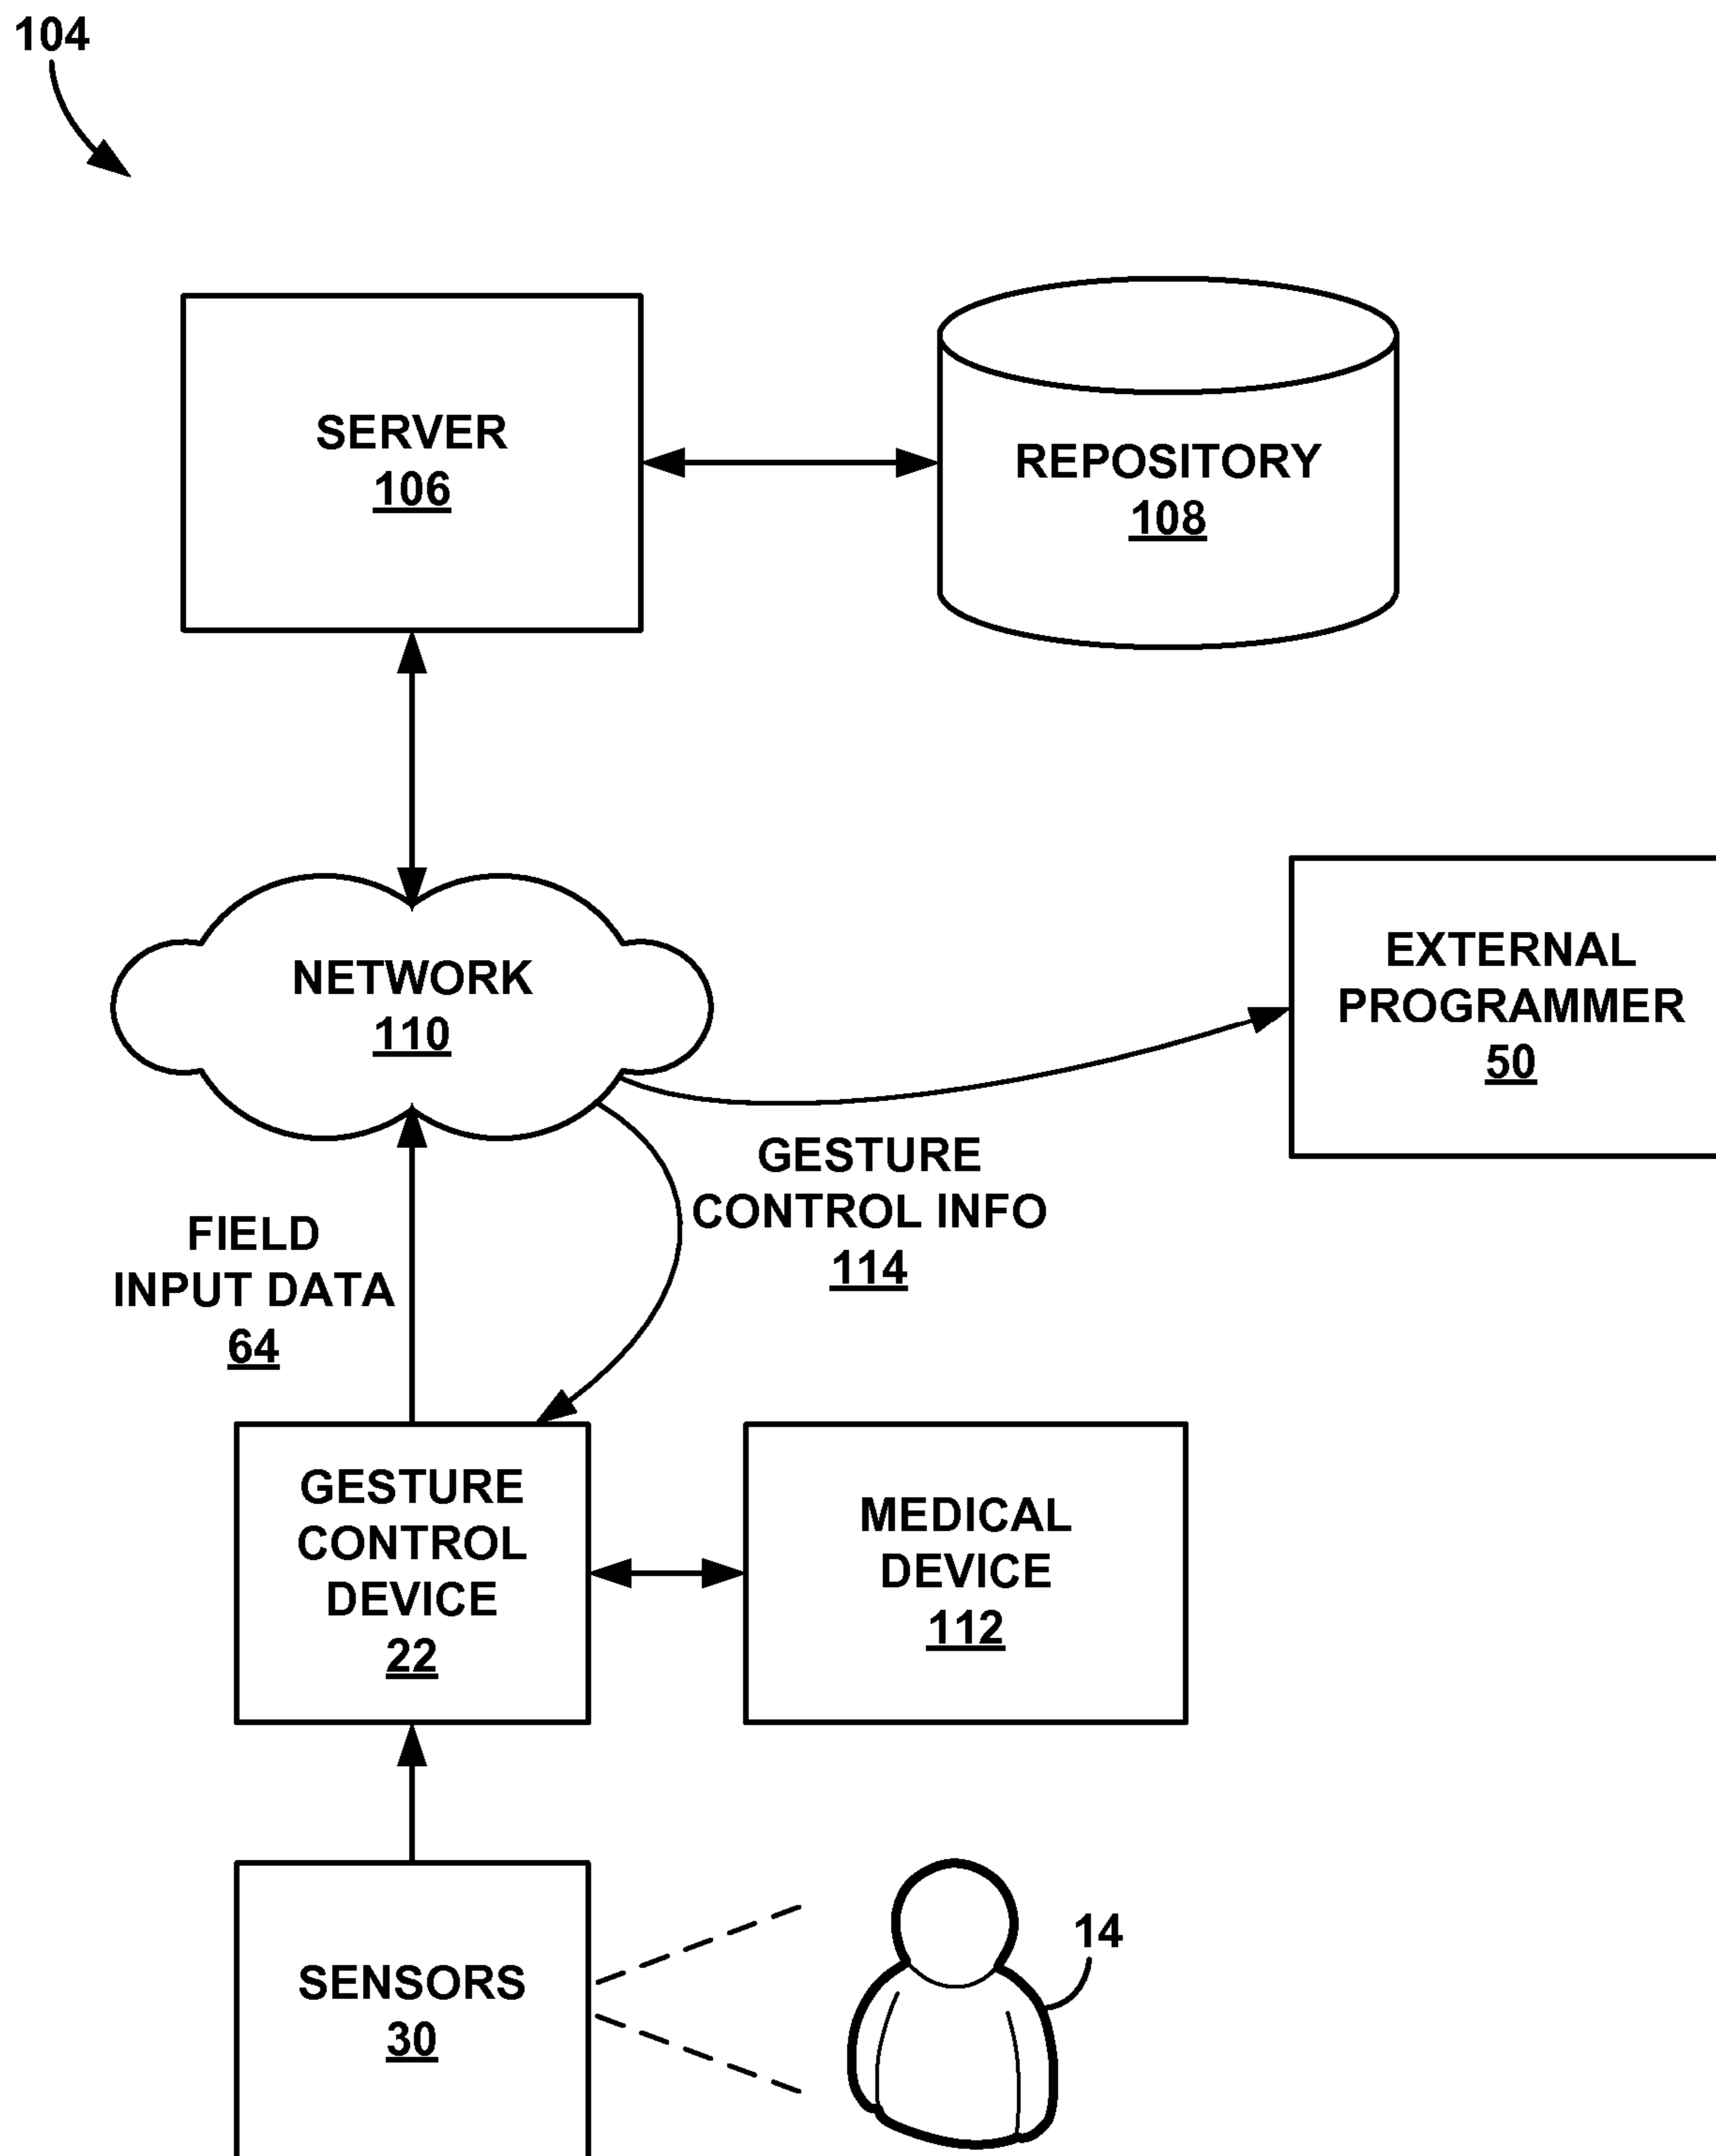 104
SERVER
106
REPOSITORY
108
NETWORK
110
EXTERNAL
PROGRAMMER
50
GESTURE
CONTROL INFO
114
FIELD
INPUT DATA
64
GESTURE
CONTROL
DEVICE
22
MEDICAL
DEVICE
112
SENSORS
30
14